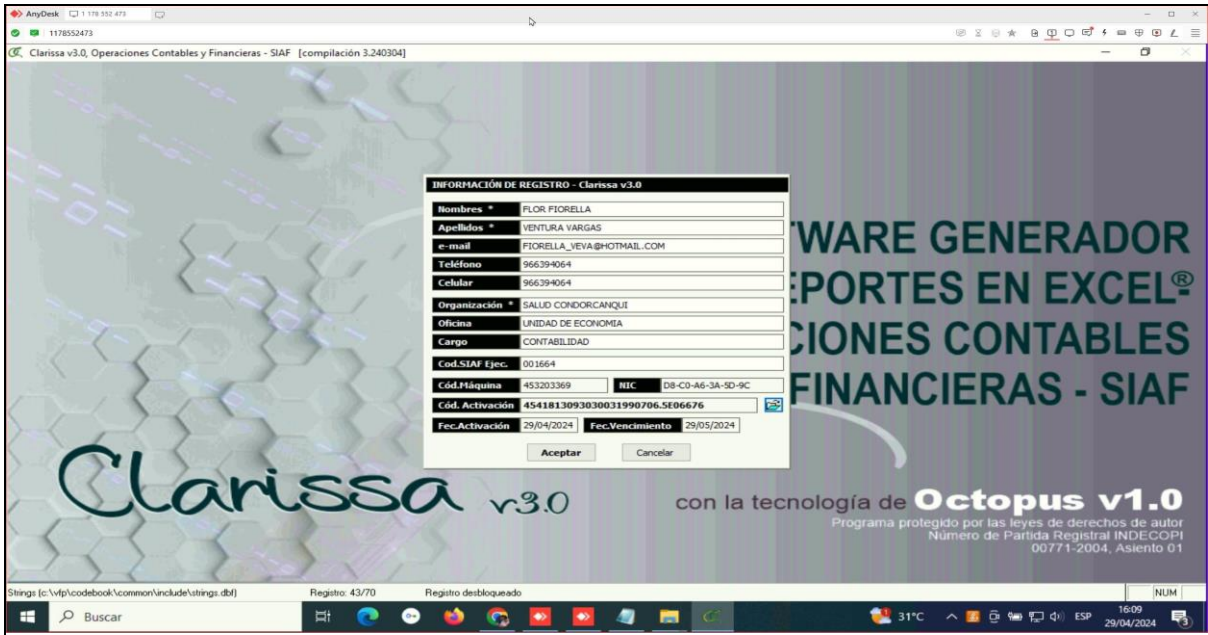 AnyDesk 1 178 552 473
1178552473
Clarissa v3.0, Operaciones Contables y Financieras - SIAF [compilación 3.240304]
INFORMACIÓN DE REGISTRO - Clarissa v3.0
Nombres * FLOR FIORELLA
Apellidos * VENTURA VARGAS
e-mail FIORELLA_VEVA@HOTMAIL.COM
Teléfono 966394064
Celular 966394064
Organización * SALUD CONDORCANQUI
Oficina UNIDAD DE ECONOMIA
Cargo CONTABILIDAD
Cod.SIAF Ejec. 001664
Cód.Máquina 453203369 NIC D8-C0-A6-3A-5D-9C
Cód. Activación 4541813093030031990706.5E06676
Fec.Activación 29/04/2024 Fec.Vencimiento 29/05/2024
Aceptar Cancelar
WARE GENERADOR
EPORTES EN EXCEL®
CIONES CONTABLES
FINANCIERAS - SIAF
Clarissa v3.0
con la tecnología de Octopus v1.0
Programa protegido por las leyes de derechos de autor
Número de Partida Registral INDECOPI
00771-2004, Asiento 01
Strings (c:\vfp\codebook\common\include\strings.dbf) Registro: 43/70 Registro desbloqueado NUM
Buscar 31°C ESP 16:09
29/04/2024